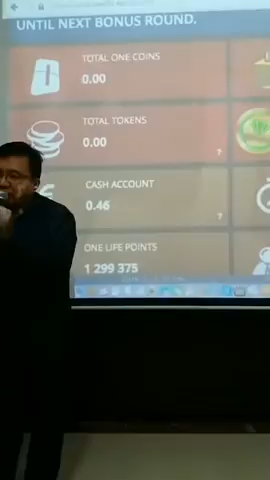 UNTIL NEXT BONUS ROUND.
TOTAL ONE COINS
0.00
TOTAL TOKENS
0.00
?
CASH ACCOUNT
0.46
?
ONE LIFE POINTS
1 299 375